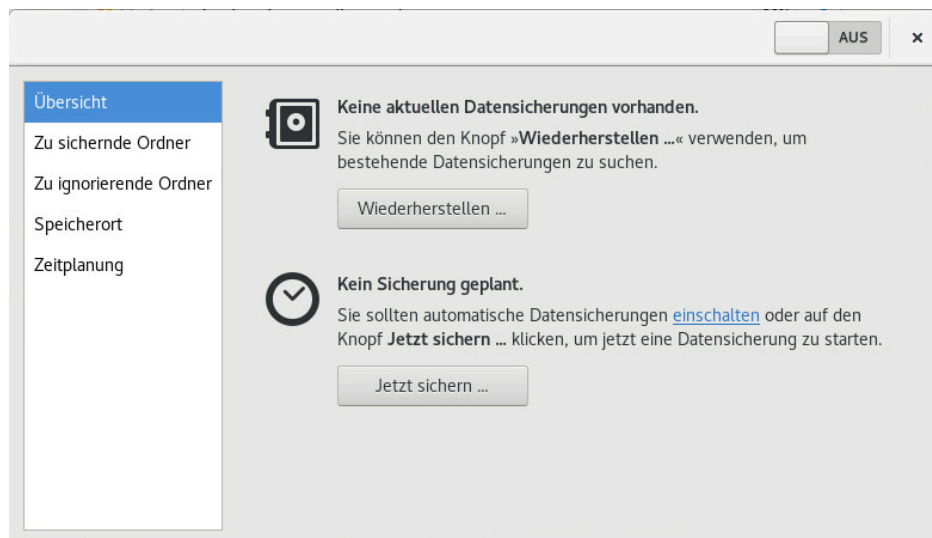 AUS
Übersicht
Zu sichernde Ordner
Zu ignorierende Ordner
Speicherort
Zeitplanung
Keine aktuellen Datensicherungen vorhanden.
Sie können den Knopf »Wiederherstellen ...« verwenden, um
bestehende Datensicherungen zu suchen.
Wiederherstellen ...
Kein Sicherung geplant.
Sie sollten automatische Datensicherungen einschalten oder auf den
Knopf Jetzt sichern ... klicken, um jetzt eine Datensicherung zu starten.
Jetzt sichern ...